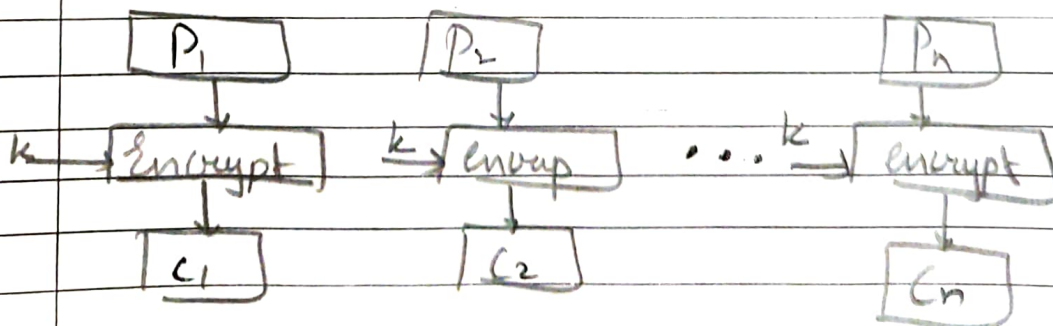 P₁ P₂ Pₙ
k Encrypt k encryp ... k encrypt
C₁ C₂ Cₙ